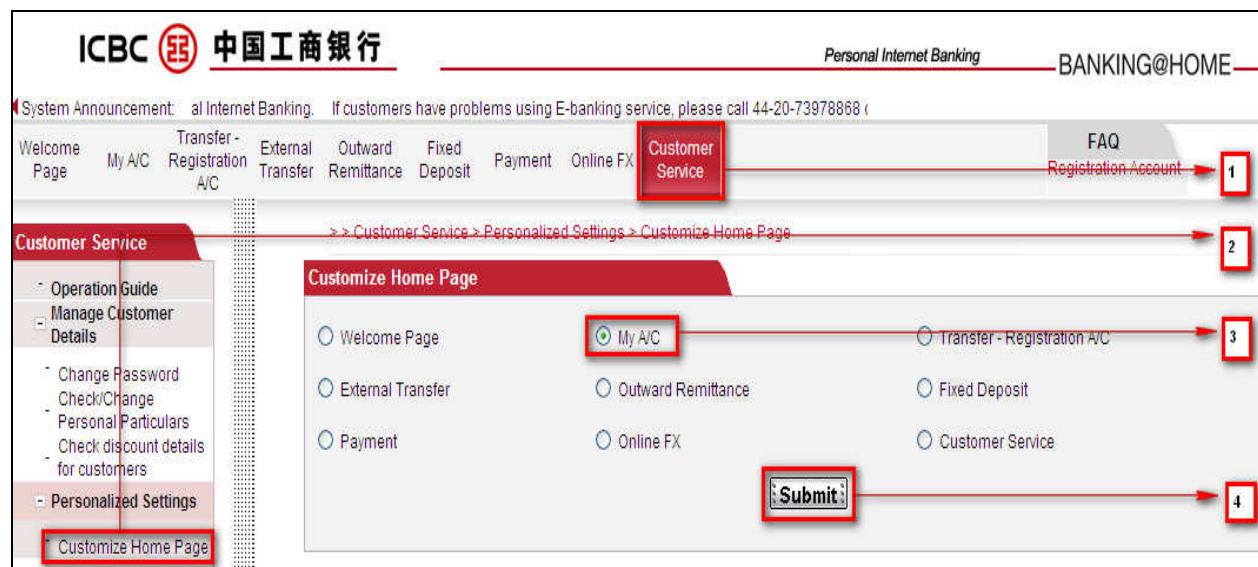 ICBC 中国工商银行
Personal Internet Banking
BANKING@HOME
System Announcement: al Internet Banking. If customers have problems using E-banking service, please call 44-20-73978868 (
Welcome Page
My A/C
Transfer - Registration A/C
External Transfer
Outward Remittance
Fixed Deposit
Payment
Online FX
Customer Service
FAQ
Registration Account
1
> > Customer Service > Personalized Settings > Customize Home Page
2
Customer Service
- Operation Guide
Manage Customer
Details
- Change Password
Check/Change
- Personal Particulars
Check discount details
- for customers
Personalized Settings
- Customize Home Page
Customize Home Page
Welcome Page
My A/C
Transfer - Registration A/C
3
External Transfer
Outward Remittance
Fixed Deposit
Payment
Online FX
Customer Service
Submit
4